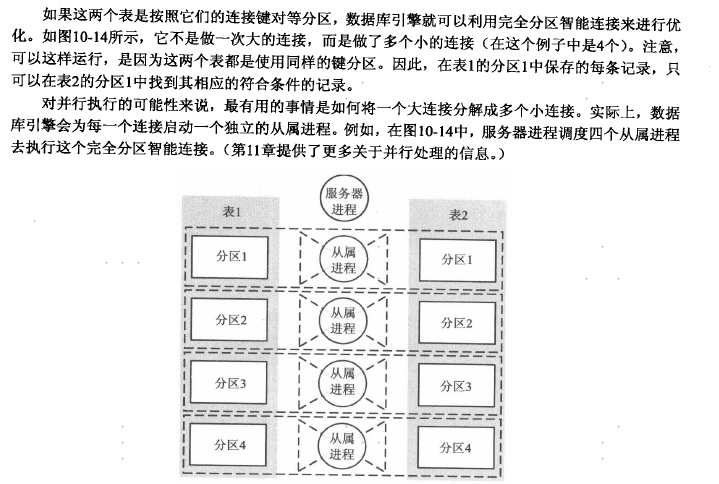 如果这两个表是按照它们的连接键对等分区，数据库引擎就可以利用完全分区智能连接来进行优
化。如图10-14所示，它不是做一次大的连接，而是做了多个小的连接（在这个例子中是4个）。注意，
可以这样运行，是因为这两个表都是使用同样的键分区。因此，在表1的分区1中保存的每条记录，只
可以在表2的分区1中找到其相应的符合条件的记录。
对并行执行的可能性来说，最有用的事情是如何将一个大连接分解成多个小连接。实际上，数据
库引擎会为每一个连接启动一个独立的从属进程。例如，在图10-14中，服务器进程调度四个从属进程
去执行这个完全分区智能连接。（第11章提供了更多关于并行处理的信息。）
服务器
进程
表1
表2
分区1
从属
进程
分区1
分区2
从属
进程
分区2
分区3
从属
进程
分区3
分区4
从属
进程
分区4